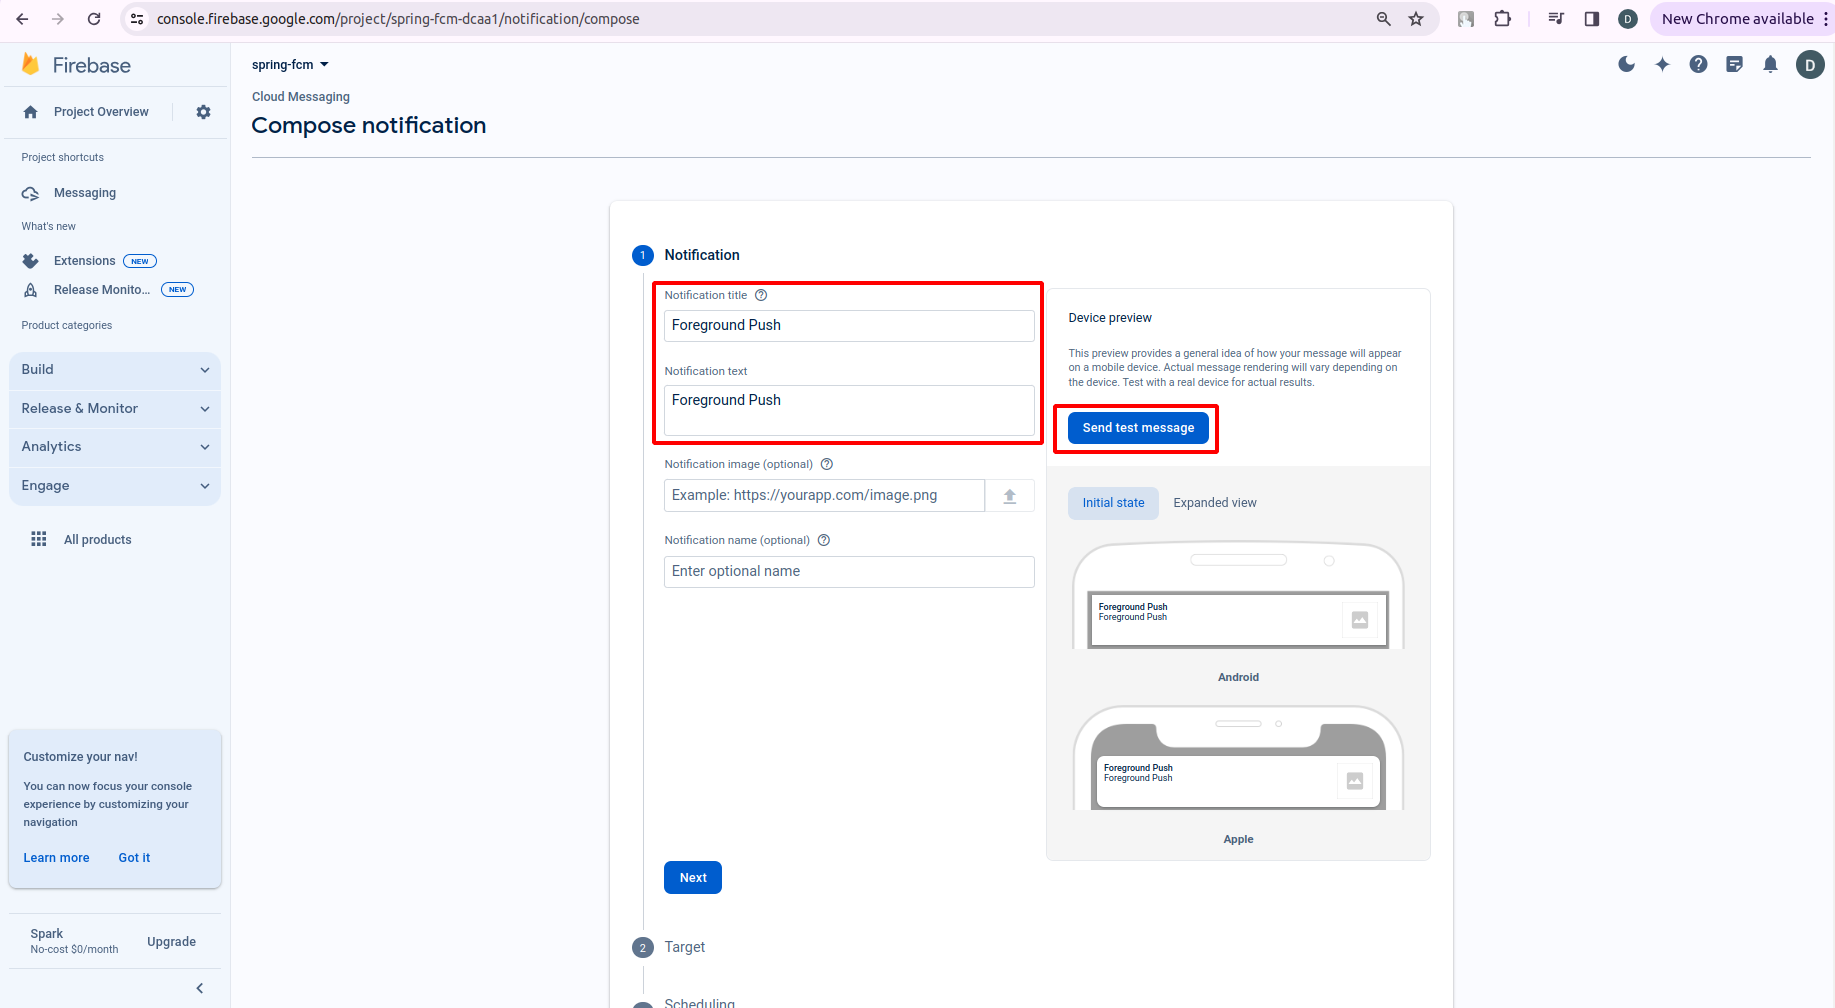 console.firebase.google.com/project/spring-fcm-dcaa1/notification/compose
D
New Chrome available
Firebase
spring-fcm
D
Project Overview
Cloud Messaging
Compose notification
Project shortcuts
Messaging
What's new
Extensions NEW
Release Monito... NEW
Product categories
Build
Release & Monitor
Analytics
Engage
All products
Customize your nav!
You can now focus your console
experience by customizing your
navigation
Learn more Got it
Spark
No-cost $0/month
Upgrade
1 Notification
Notification title
Foreground Push
Notification text
Foreground Push
Notification image (optional)
Example: https://yourapp.com/image.png
Notification name (optional)
Enter optional name
Next
Device preview
This preview provides a general idea of how your message will appear
on a mobile device. Actual message rendering will vary depending on
the device. Test with a real device for actual results.
Send test message
Initial state Expanded view
Foreground Push
Foreground Push
Android
Foreground Push
Foreground Push
Apple
2 Target
Scheduling